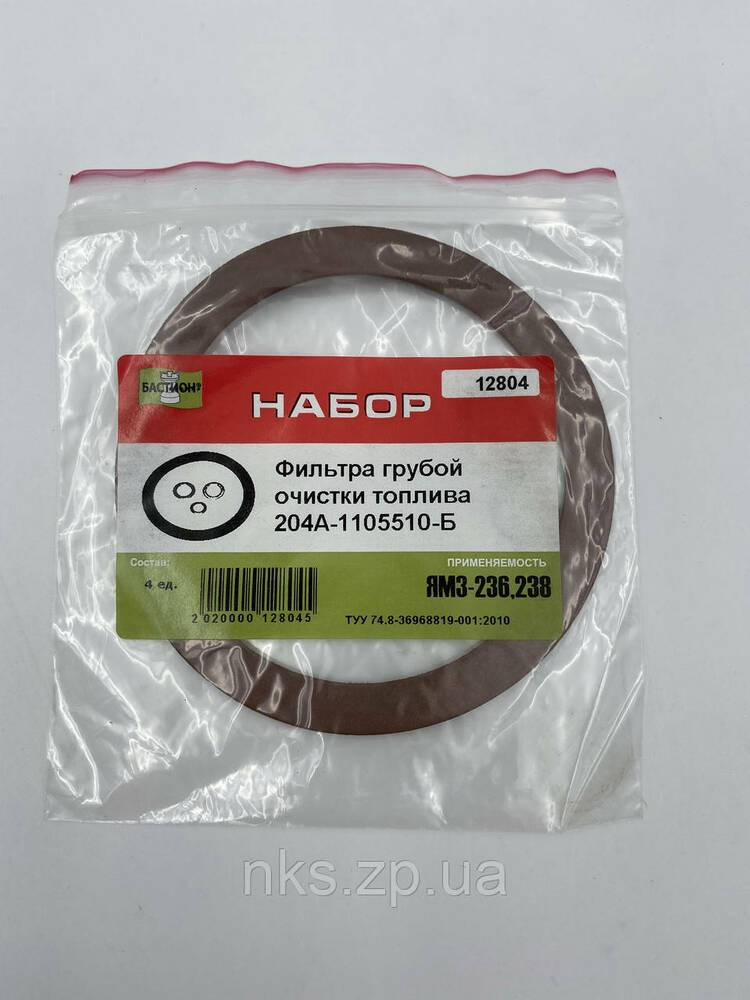 БАСТИОН®
НАБОР
12804
Фильтра грубой
очистки топлива
204А-1105510-Б
Состав:
4 ед.
ПРИМЕНЯЕМОСТЬ
ЯМЗ-236,238
2 020000 128045
ТУУ 74.8-36968819-001:2010
nks.zp.ua